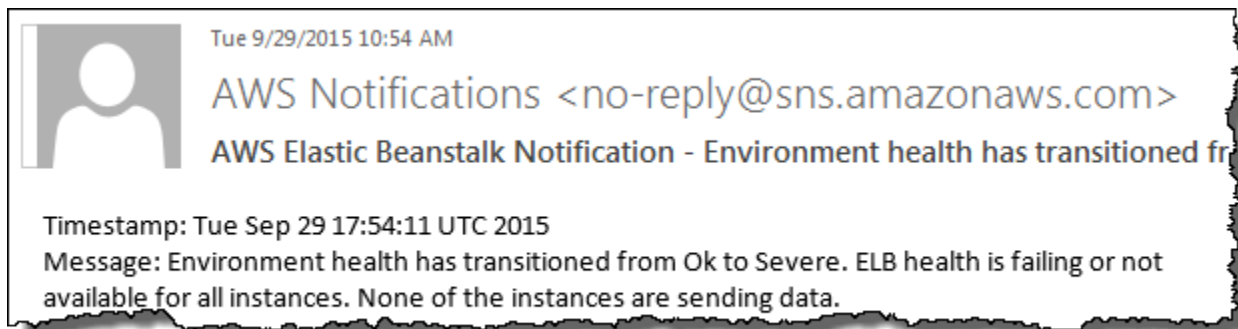 Tue 9/29/2015 10:54 AM
AWS Notifications <no-reply@sns.amazonaws.com>
AWS Elastic Beanstalk Notification - Environment health has transitioned
Timestamp: Tue Sep 29 17:54:11 UTC 2015
Message: Environment health has transitioned from Ok to Severe. ELB health is failing or not
available for all instances. None of the instances are sending data.